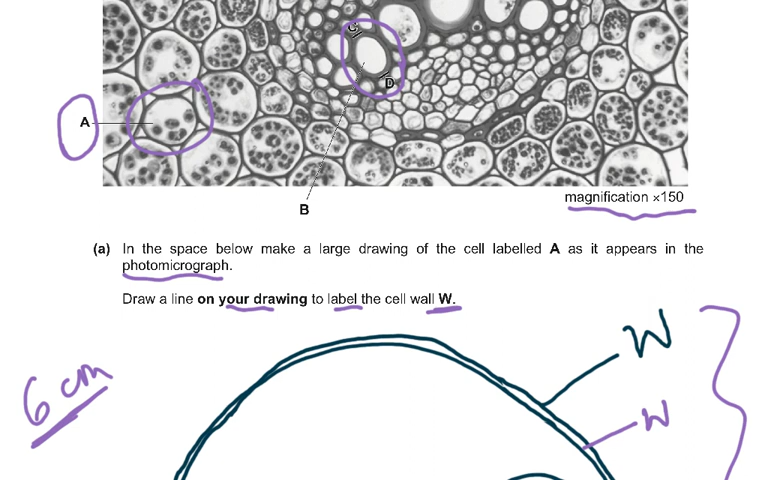 C
D
A
B
magnification ×150
(a) In the space below make a large drawing of the cell labelled A as it appears in the
photomicrograph.
Draw a line on your drawing to label the cell wall W.
W
6 cm
W